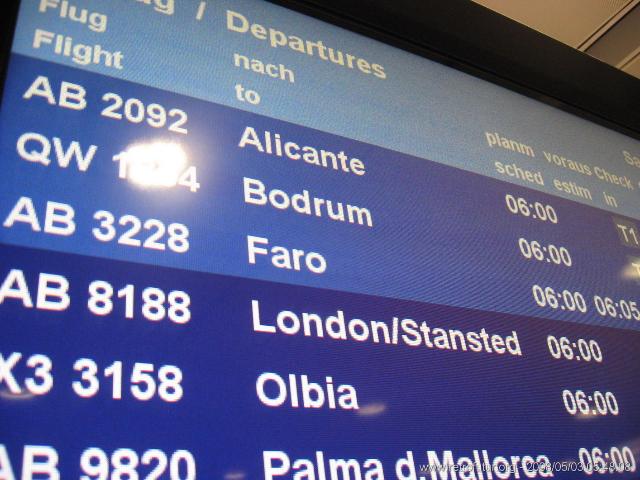 / Departures
Flug nach planm voraus Check
Flight to sched estim in
AB 2092 Alicante 06:00 T1
QW Bodrum 06:00
AB 3228 Faro 06:00 06:05
AB 8188 London/Stansted 06:00
X3 3158 Olbia 06:00
AB 9820 Palma d.Mallorca 06:00